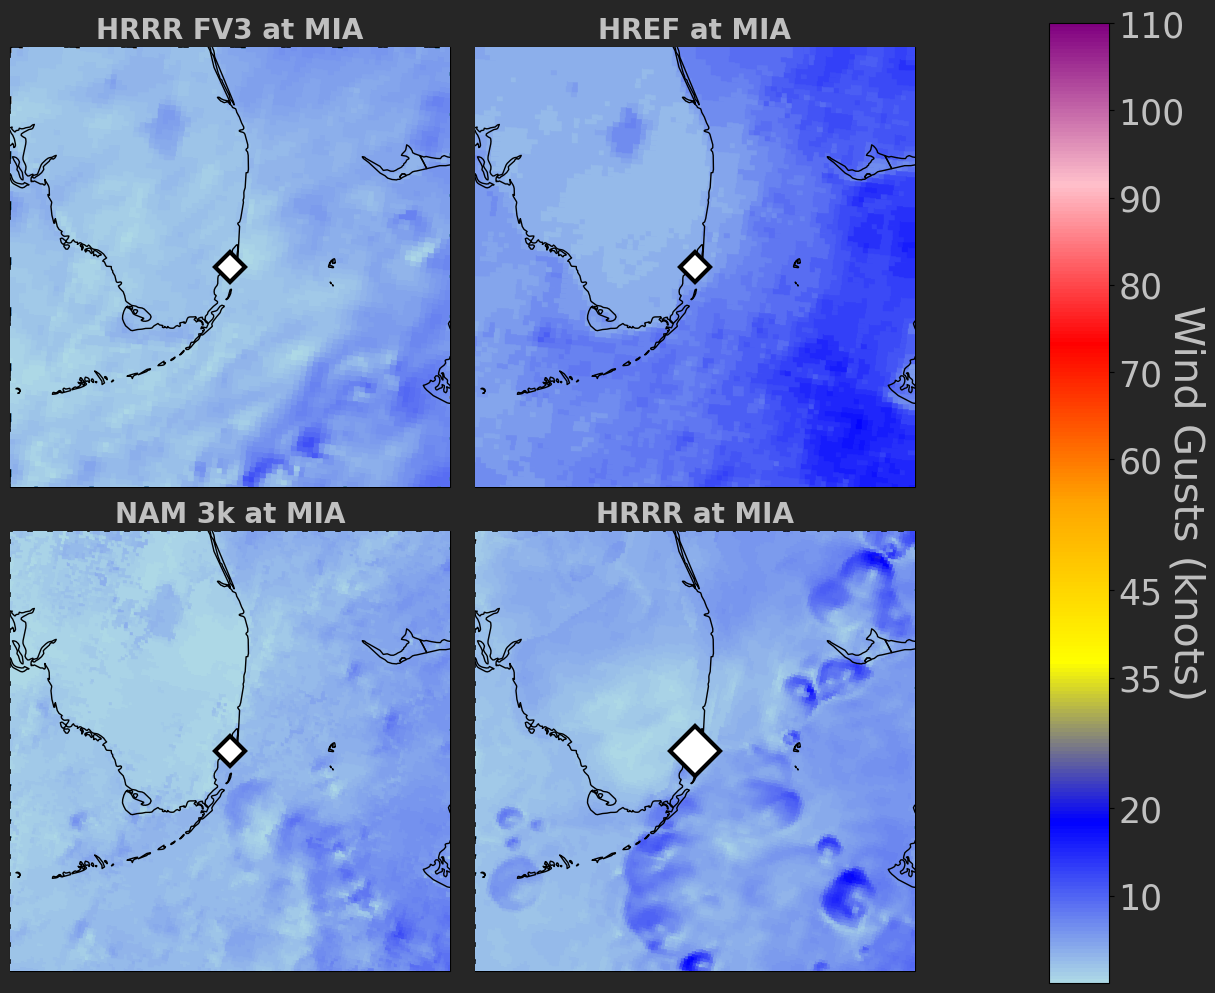 HRRR FV3 at MIA
HREF at MIA
NAM 3k at MIA
HRRR at MIA
110
100
90
80
70
60
45
35
20
10
Wind Gusts (knots)